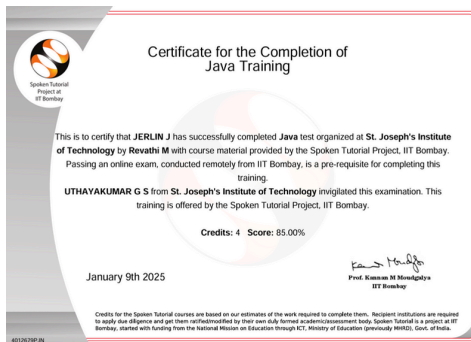 Spoken Tutorial
Project at
IIT Bombay
Certificate for the Completion of
Java Training
This is to certify that JERLIN J has successfully completed Java test organized at St. Joseph's Institute
of Technology by Revathi M with course material provided by the Spoken Tutorial Project, IIT Bombay.
Passing an online exam, conducted remotely from IIT Bombay, is a pre-requisite for completing this
training.
UTHAYAKUMAR G S from St. Joseph's Institute of Technology invigilated this examination. This
training is offered by the Spoken Tutorial Project, IIT Bombay.
Credits: 4 Score: 85.00%
January 9th 2025
Prof. Kannan M Moudgalya
IIT Bombay
Credits for the Spoken Tutorial courses are based on our estimates of the work required to complete them. Recipient institutions are required
to apply due diligence and get them ratified/modified by their own duly formed academic/assessment body. Spoken Tutorial is a project at IIT
Bombay, started with funding from the National Mission on Education through ICT, Ministry of Education (previously MHRD), Govt. of India.